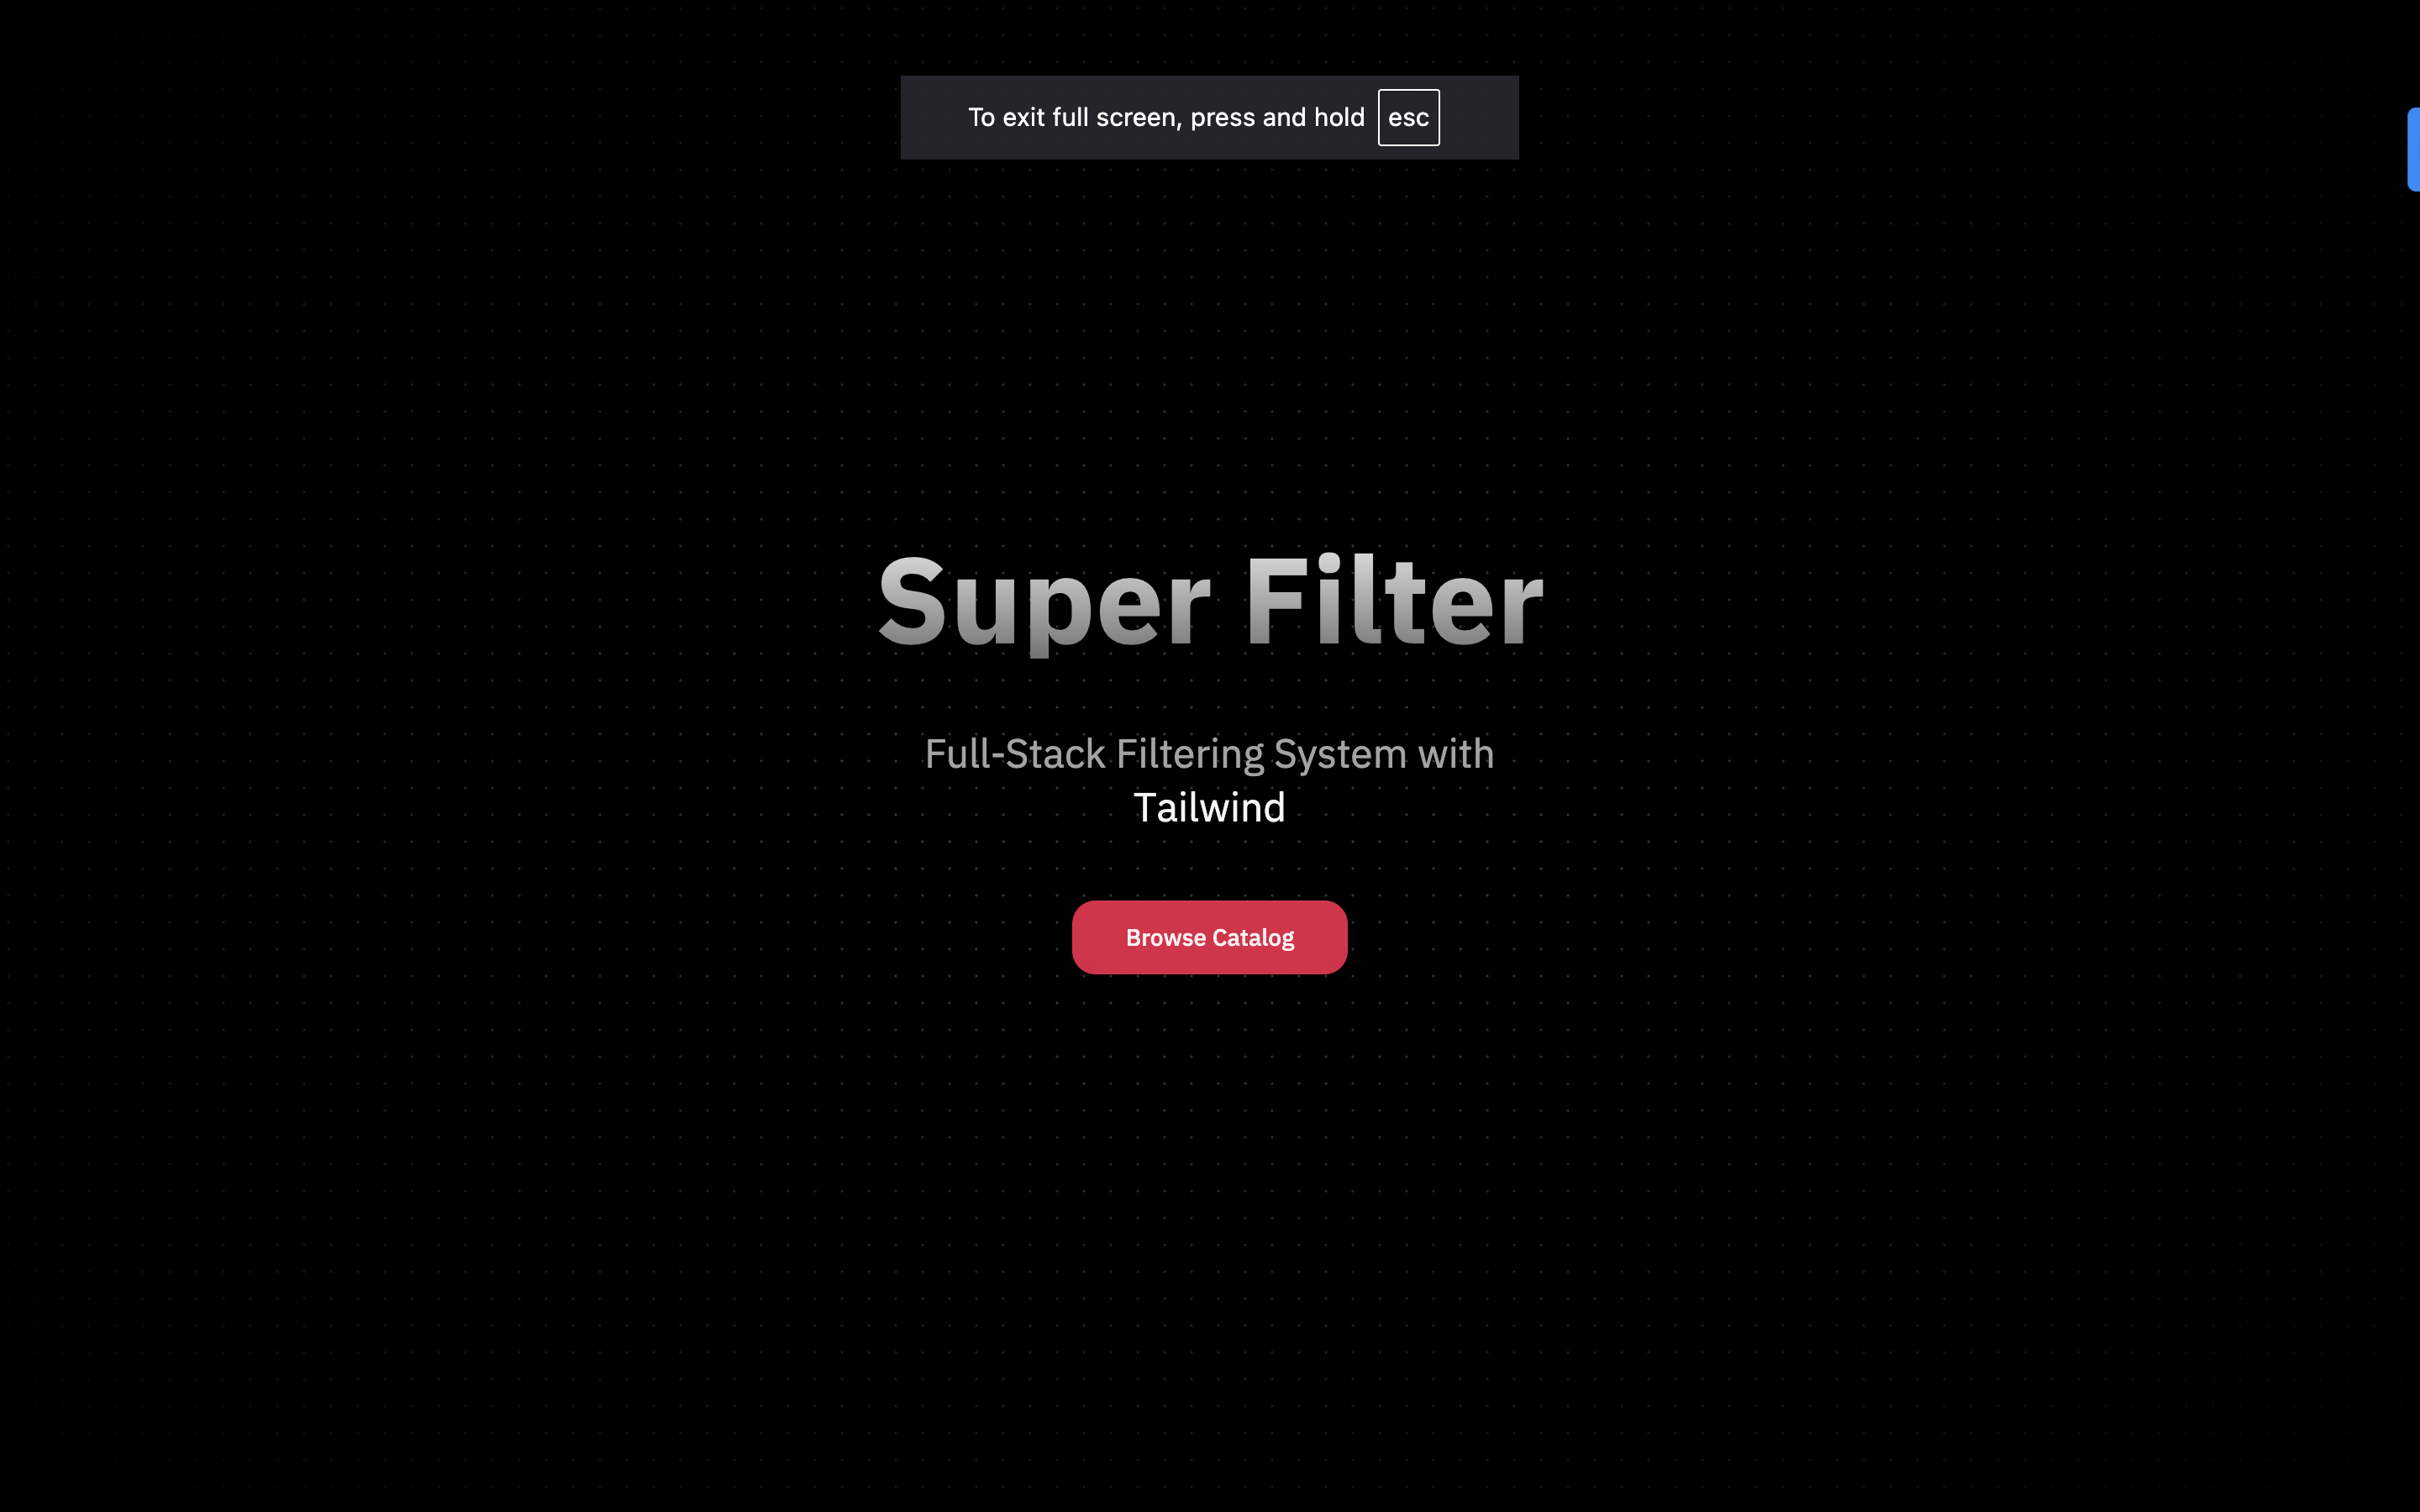 To exit full screen, press and hold esc
Super Filter
Full-Stack Filtering System with
Tailwind
Browse Catalog